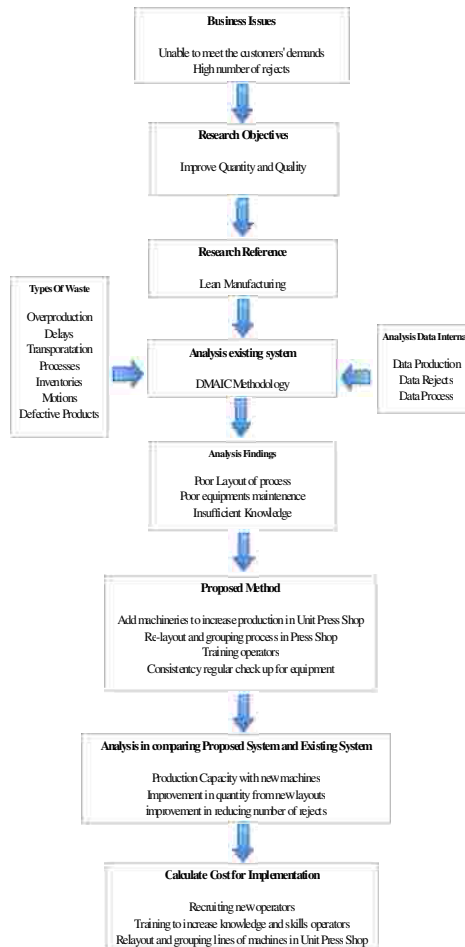 Business Issues
Unable to meet the customers' demands
High number of rejects
Research Objectives
Improve Quantity and Quality
Research Reference
Lean Manufacturing
Types Of Waste
Overproduction
Delays
Transporatation
Processes
Inventories
Motions
Defective Products
Analysis existing system
DMAIC Methodology
Analysis Data Interna
Data Production
Data Rejects
Data Process
Analysis Findings
Poor Layout of process
Poor equipments maintenence
Insufficient Knowledge
Proposed Method
Add machineries to increase production in Unit Press Shop
Re-layout and grouping process in Press Shop
Training operators
Consistency regular check up for equipment
Analysis in comparing Proposed System and Existing System
Production Capacity with new machines
Improvement in quantity from new layouts
improvement in reducing number of rejects
Calculate Cost for Implementation
Recruiting new operators
Training to increase knowledge and skills operators
Relayout and grouping lines of machines in Unit Press Shop